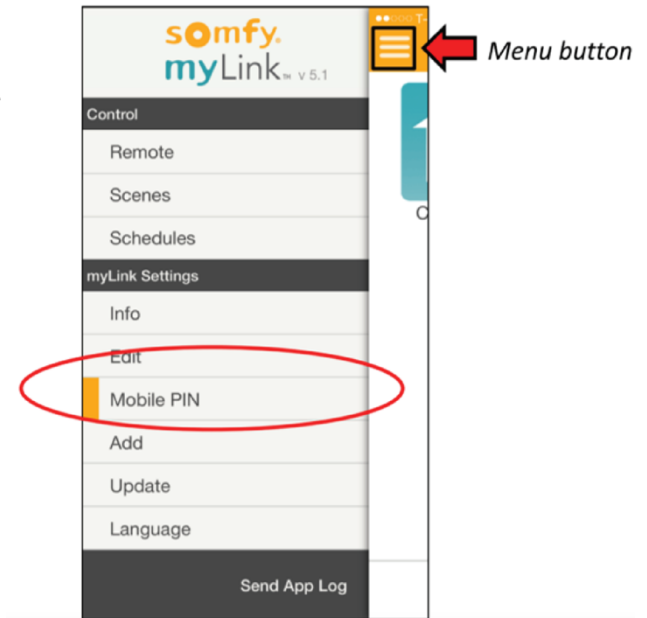 somfy.
myLink™ v 5.1
T-
Menu button
Control
Remote
Scenes
Schedules
C
myLink Settings
Info
Edit
Mobile PIN
Add
Update
Language
Send App Log